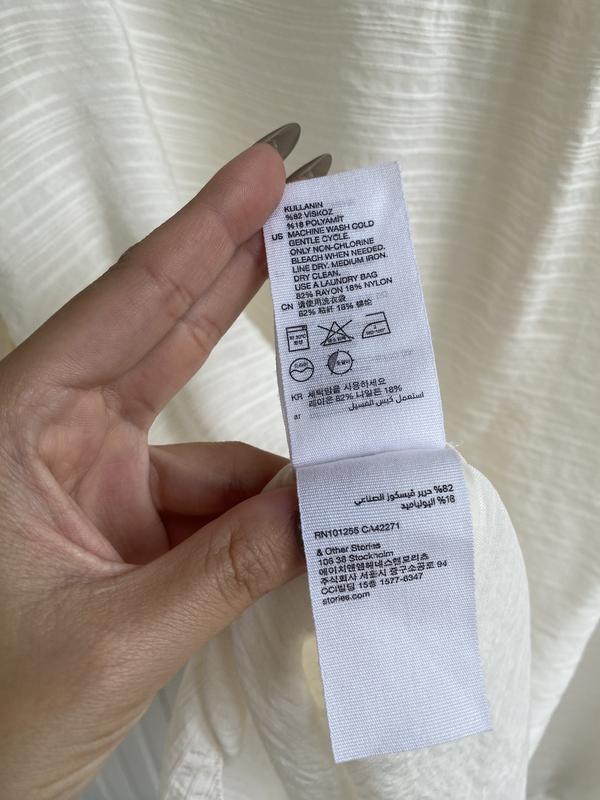 KULLANIN
%82 VİSKOZ
%18 POLYAMİT
US MACHINE WASH COLD
GENTLE CYCLE.
ONLY NON-CHLORINE
BLEACH WHEN NEEDED.
LINE DRY. MEDIUM IRON.
DRY CLEAN.
USE A LAUNDRY BAG
82% RAYON 18% NYLON
CN 请使用洗衣袋
82% 粘纤 18% 锦纶
KR 세탁망을 사용하세요
레이온 82% 나일론 18%
ar استعمل كيس الغسيل
%82 حرير فيسكوز الصناعي
%18 البولياميد
RN101255 CA42271
& Other Stories
106 38 Stockholm
에이치앤엠헤네스앤모리츠
주식회사 서울시 중구소공로 94
OCI빌딩 15층 1577-6347
stories.com